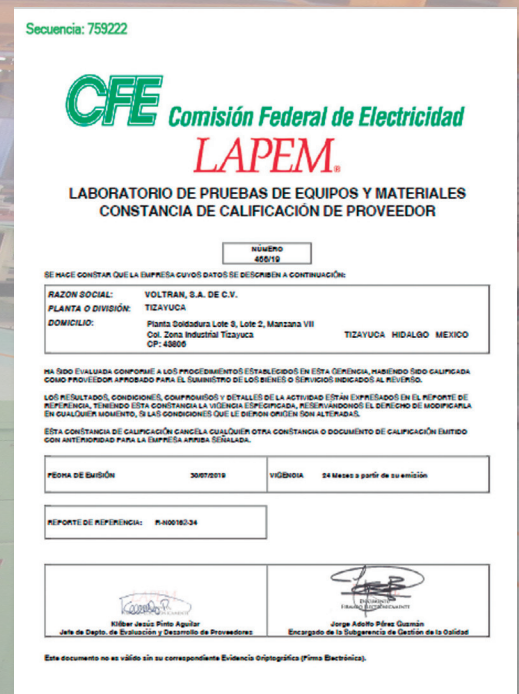 Secuencia: 759222
CFE Comisión Federal de Electricidad
LAPEM®
LABORATORIO DE PRUEBAS DE EQUIPOS Y MATERIALES
CONSTANCIA DE CALIFICACIÓN DE PROVEEDOR
NÚMERO
466/19
SE HACE CONSTAR QUE LA EMPRESA CUYOS DATOS SE DESCRIBEN A CONTINUACIÓN:
RAZON SOCIAL: VOLTRAN, S.A. DE C.V.
PLANTA O DIVISIÓN: TIZAYUCA
DOMICILIO: Planta Soldadura Lote 3, Lote 2, Manzana VII
Col. Zona Industrial Tizayuca TIZAYUCA HIDALGO MEXICO
CP: 43805
HA SIDO EVALUADA CONFORME A LOS PROCEDIMIENTOS ESTABLECIDOS EN ESTA GERENCIA, HABIENDO SIDO CALIFICADA
COMO PROVEEDOR APROBADO PARA EL SUMINISTRO DE LOS BIENES O SERVICIOS INDICADOS AL REVERSO.
LOS RESULTADOS, CONDICIONES, COMPROMISOS Y DETALLES DE LA ACTIVIDAD ESTÁN EXPRESADOS EN EL REPORTE DE
REFERENCIA, TENIENDO ESTA CONSTANCIA LA VIGENCIA ESPECIFICADA, RESERVÁNDONOS EL DERECHO DE MODIFICARLA
EN CUALQUIER MOMENTO, SI LAS CONDICIONES QUE LE DIERON ORIGEN SON ALTERADAS.
ESTA CONSTANCIA DE CALIFICACIÓN CANCELA CUALQUIER OTRA CONSTANCIA O DOCUMENTO DE CALIFICACIÓN EMITIDO
CON ANTERIORIDAD PARA LA EMPRESA ARRIBA SEÑALADA.
FECHA DE EMISIÓN 30/07/2019 VIGENCIA 24 Meses a partir de su emisión
REPORTE DE REFERENCIA: R-N00162-34
DOCUMENTO
FIRMADO ELECTRONICAMENTE
Kléber Jesús Pinto Aguilar Jorge Adolfo Pérez Guzmán
Jefe de Depto. de Evaluación y Desarrollo de Proveedores Encargado de la Subgerencia de Gestión de la Calidad
Este documento no es válido sin su correspondiente Evidencia Criptográfica (Firma Electrónica).